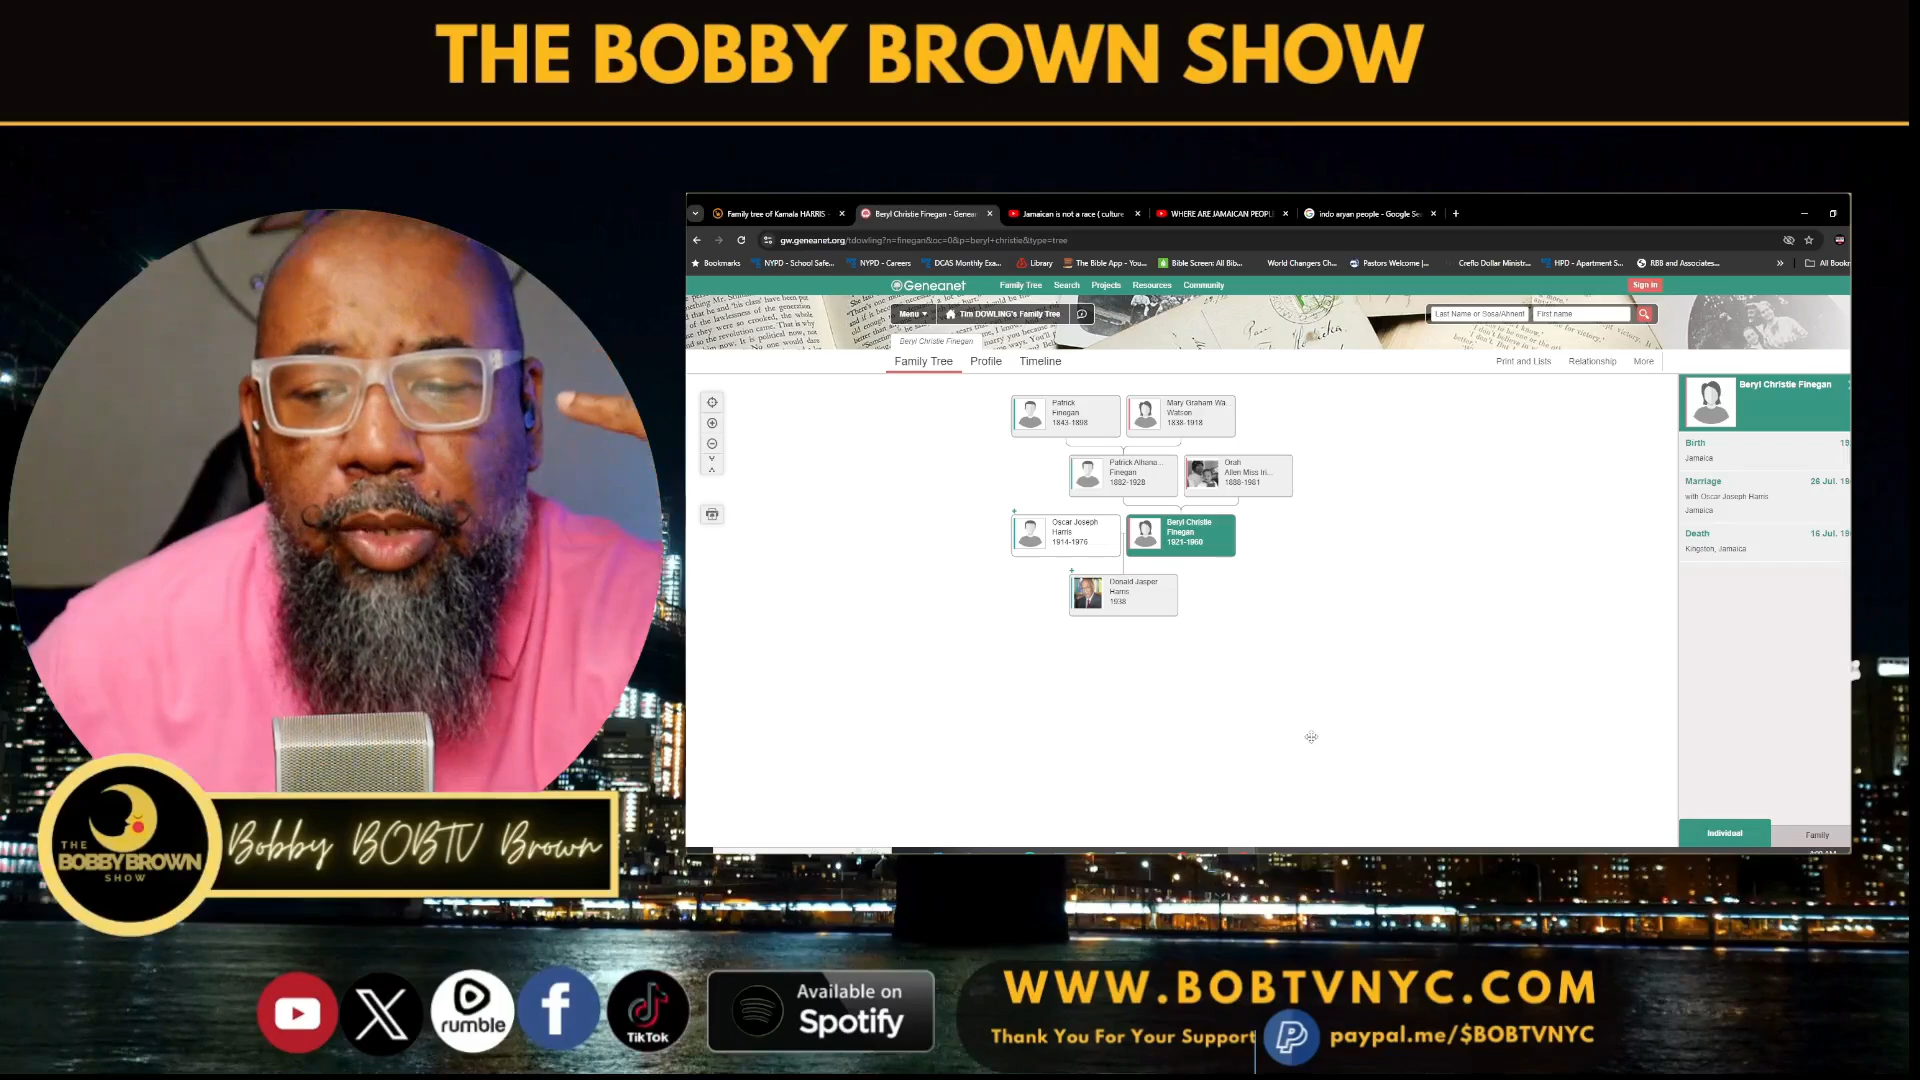 THE BOBBY BROWN SHOW
Family tree of Kamala HARRIS -
Beryl Christie Finegan - Genean
Jamaican is not a race ( culture
WHERE ARE JAMAICAN PEOPL
indo aryan people - Google Se
gw.geneanet.org/tdowling?n=finegan&oc=0&p=beryl+christie&type=tree
Bookmarks
NYPD - School Safe...
NYPD - Careers
DCAS Monthly Exa...
Library
The Bible App - You...
Bible Screen: All Bib...
World Changers Ch...
Pastors Welcome |...
Creflo Dollar Ministr...
HPD - Apartment S...
RBB and Associates...
All Bookr
Geneanet
Family Tree
Search
Projects
Resources
Community
Sign in
Menu
Tim DOWLING's Family Tree
Last Name or Sosa/Ahnent
First name
Beryl Christie Finegan
Family Tree
Profile
Timeline
Print and Lists
Relationship
More
Patrick
Finegan
1843-1898
Mary Graham Wa...
Watson
1838-1918
Patrick Alhana...
Finegan
1882-1928
Orah
Allen Miss Iri...
1888-1981
Oscar Joseph
Harris
1914-1976
Beryl Christie
Finegan
1921-1960
Donald Jasper
Harris
1938
Beryl Christie Finegan
Birth 19
Jamaica
Marriage 26 Jul. 19
with Oscar Joseph Harris
Jamaica
Death 16 Jul. 19
Kingston, Jamaica
Individual
Family
THE
BOBBY BROWN
SHOW
Bobby BOBTV Brown
rumble
TikTok
Available on
Spotify
WWW.BOBTVNYC.COM
Thank You For Your Support
paypal.me/$BOBTVNYC